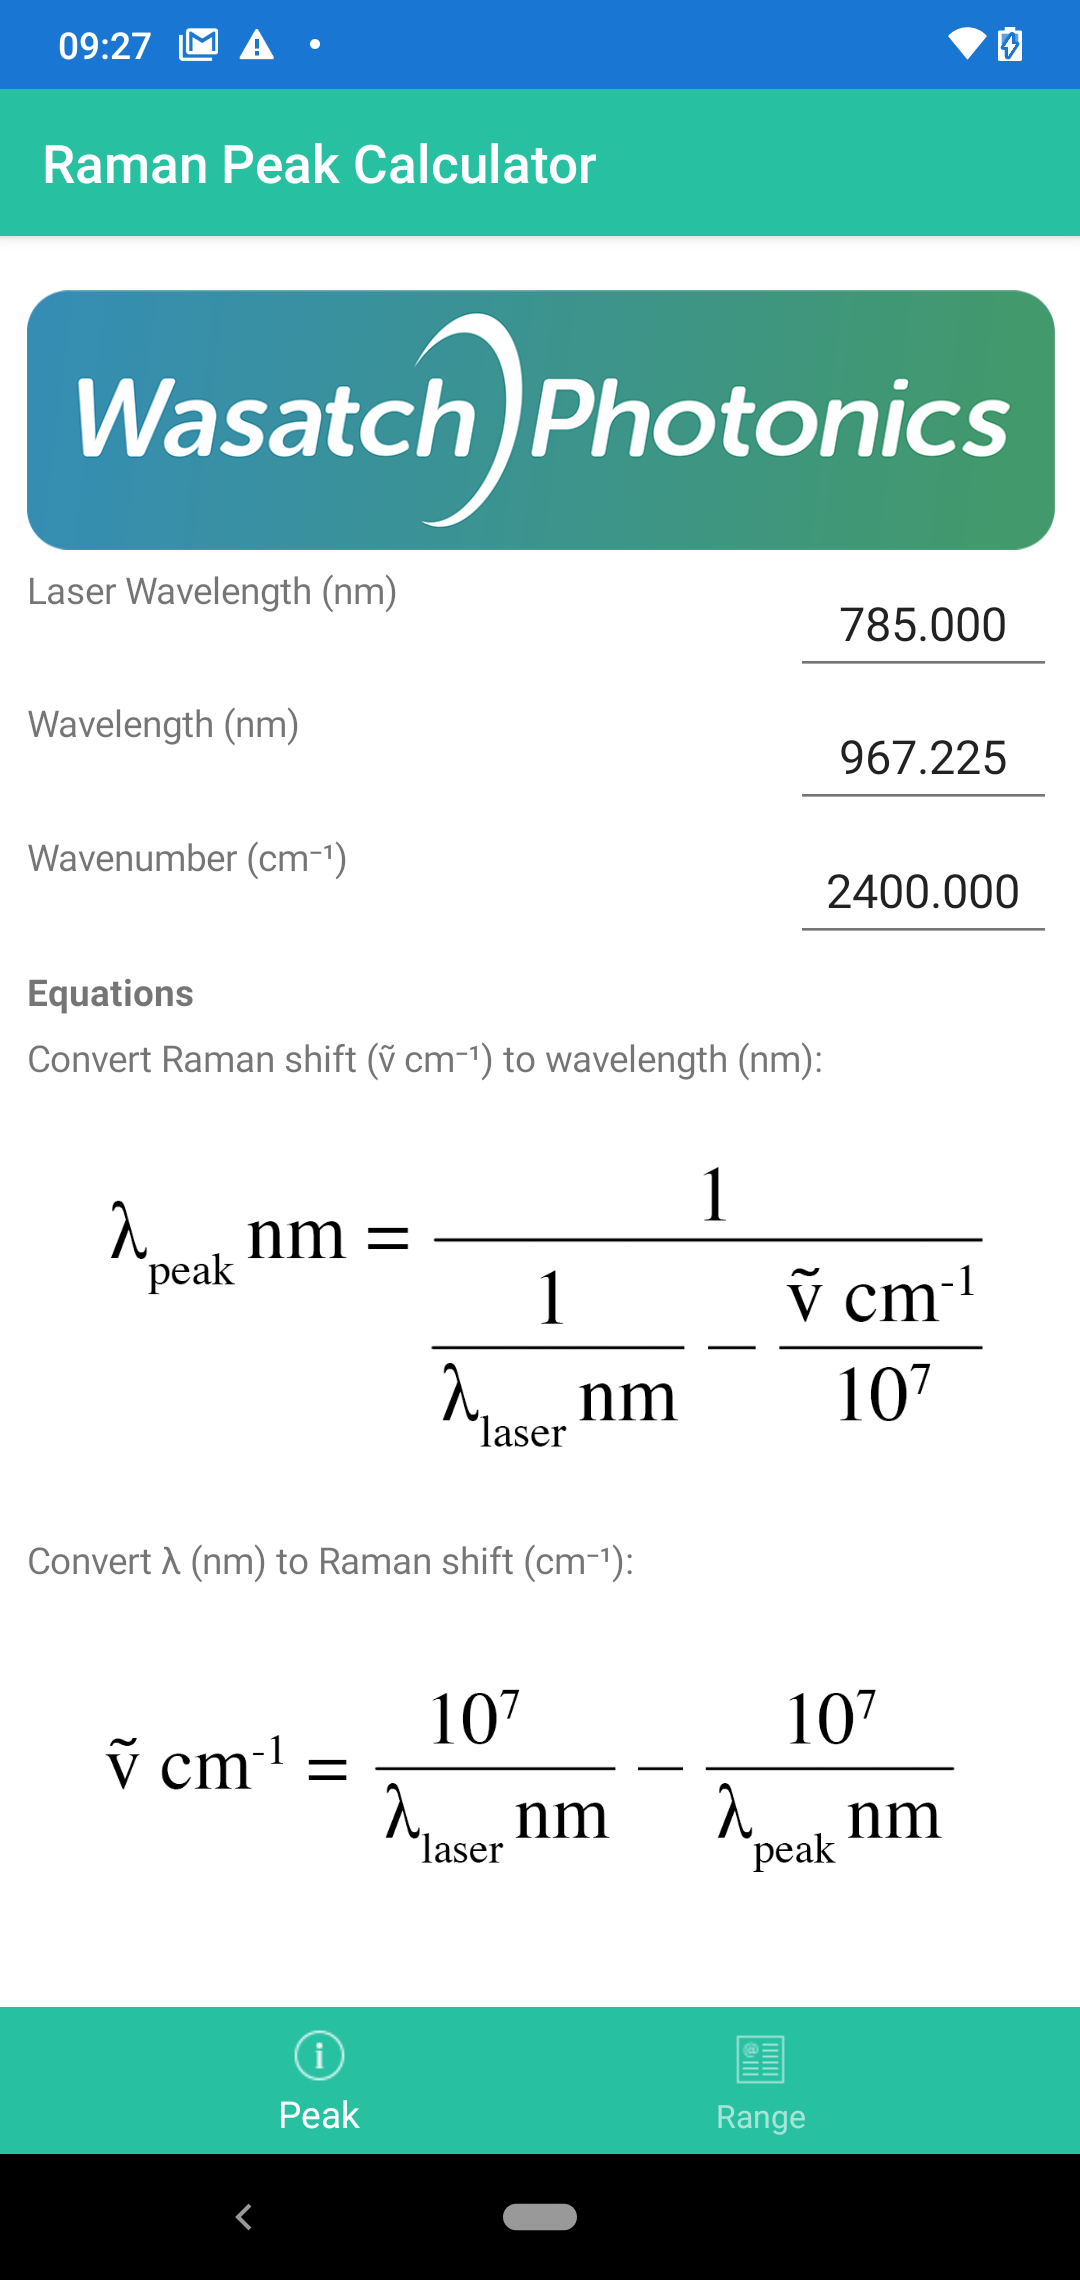 09:27
Raman Peak Calculator
Wasatch Photonics
Laser Wavelength (nm)
785.000
Wavelength (nm)
967.225
Wavenumber (cm⁻¹)
2400.000
Equations
Convert Raman shift (ṽ cm⁻¹) to wavelength (nm):
1
λpeak nm =
1 ṽ cm⁻¹
−
λlaser nm 10⁷
Convert λ (nm) to Raman shift (cm⁻¹):
10⁷ 10⁷
ṽ cm⁻¹ = −
λlaser nm λpeak nm
Peak
Range